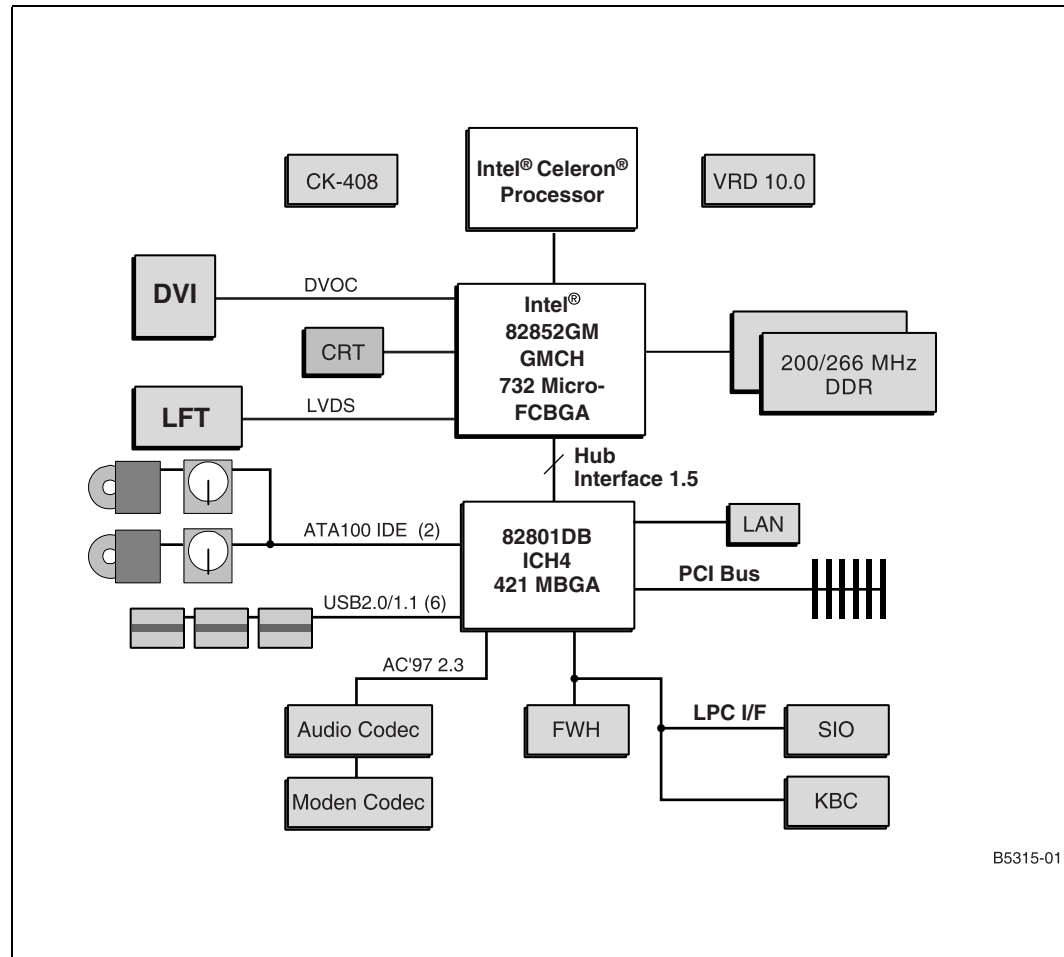 CK-408
Intel® Celeron®
Processor
VRD 10.0
DVI
DVOC
CRT
LFT
LVDS
Intel®
82852GM
GMCH
732 Micro-
FCBGA
200/266 MHz
DDR
Hub
Interface 1.5
ATA100 IDE (2)
82801DB
ICH4
421 MBGA
LAN
PCI Bus
USB2.0/1.1 (6)
AC'97 2.3
Audio Codec
Moden Codec
FWH
LPC I/F
SIO
KBC
B5315-01